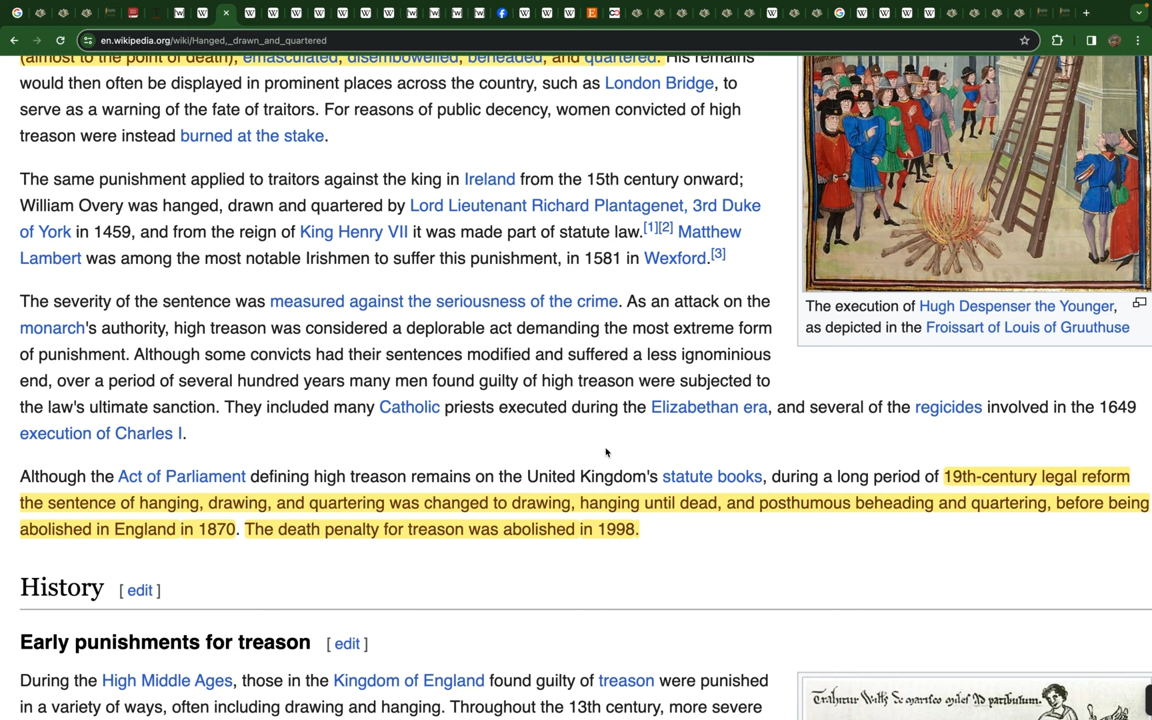 en.wikipedia.org/wiki/Hanged,_drawn_and_quartered
(almost to the point of death), emasculated, disembowelled, beheaded, and quartered. His remains
would then often be displayed in prominent places across the country, such as London Bridge, to
serve as a warning of the fate of traitors. For reasons of public decency, women convicted of high
treason were instead burned at the stake.
The same punishment applied to traitors against the king in Ireland from the 15th century onward;
William Overy was hanged, drawn and quartered by Lord Lieutenant Richard Plantagenet, 3rd Duke
of York in 1459, and from the reign of King Henry VII it was made part of statute law.[1][2] Matthew
Lambert was among the most notable Irishmen to suffer this punishment, in 1581 in Wexford.[3]
The severity of the sentence was measured against the seriousness of the crime. As an attack on the
monarch's authority, high treason was considered a deplorable act demanding the most extreme form
of punishment. Although some convicts had their sentences modified and suffered a less ignominious
end, over a period of several hundred years many men found guilty of high treason were subjected to
the law's ultimate sanction. They included many Catholic priests executed during the Elizabethan era, and several of the regicides involved in the 1649
execution of Charles I.
The execution of Hugh Despenser the Younger,
as depicted in the Froissart of Louis of Gruuthuse
Although the Act of Parliament defining high treason remains on the United Kingdom's statute books, during a long period of 19th-century legal reform
the sentence of hanging, drawing, and quartering was changed to drawing, hanging until dead, and posthumous beheading and quartering, before being
abolished in England in 1870. The death penalty for treason was abolished in 1998.
History [ edit ]
Early punishments for treason [ edit ]
During the High Middle Ages, those in the Kingdom of England found guilty of treason were punished
in a variety of ways, often including drawing and hanging. Throughout the 13th century, more severe